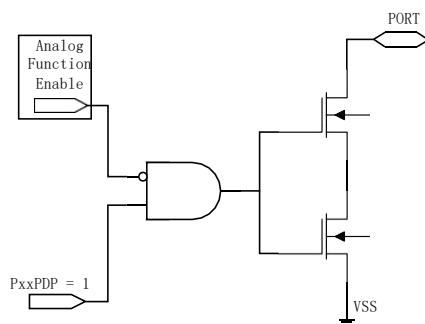 PORT
Analog
Function
Enable
PxxPDP = 1
VSS